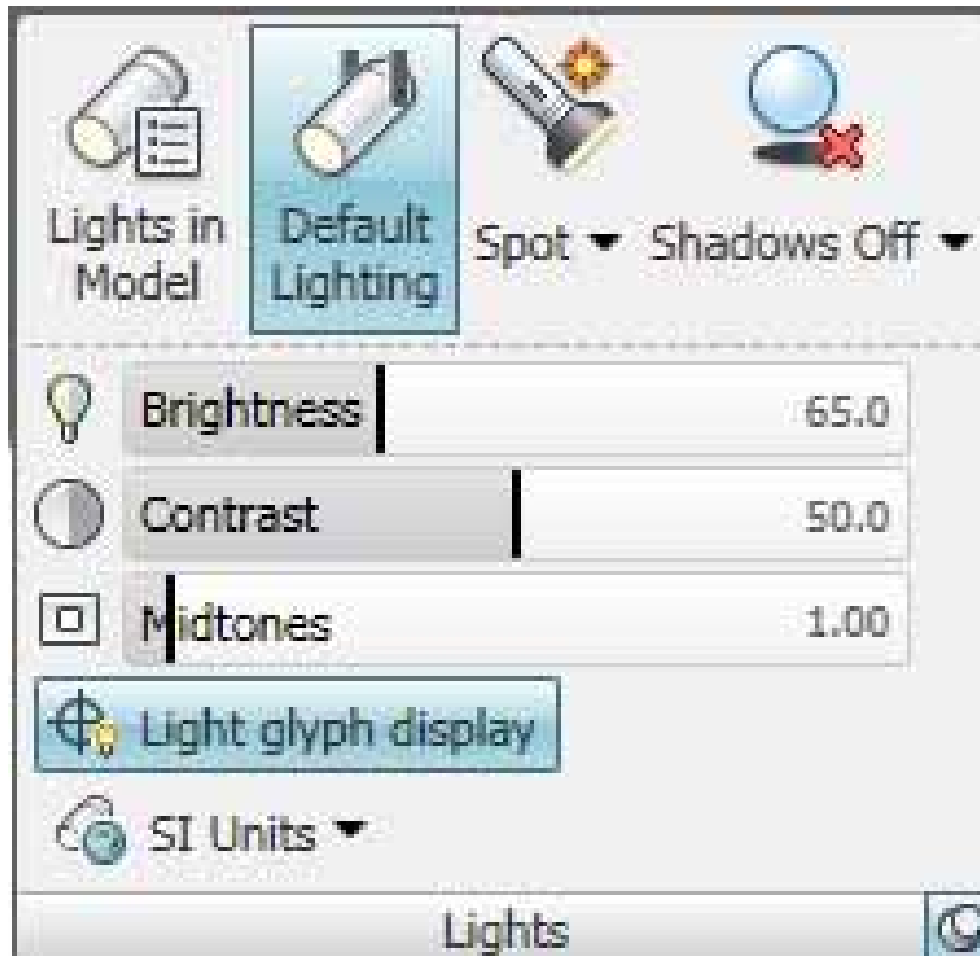 Lights in
Model
Default
Lighting
Spot
Shadows Off
Brightness 65.0
Contrast 50.0
Midtones 1.00
Light glyph display
SI Units
Lights